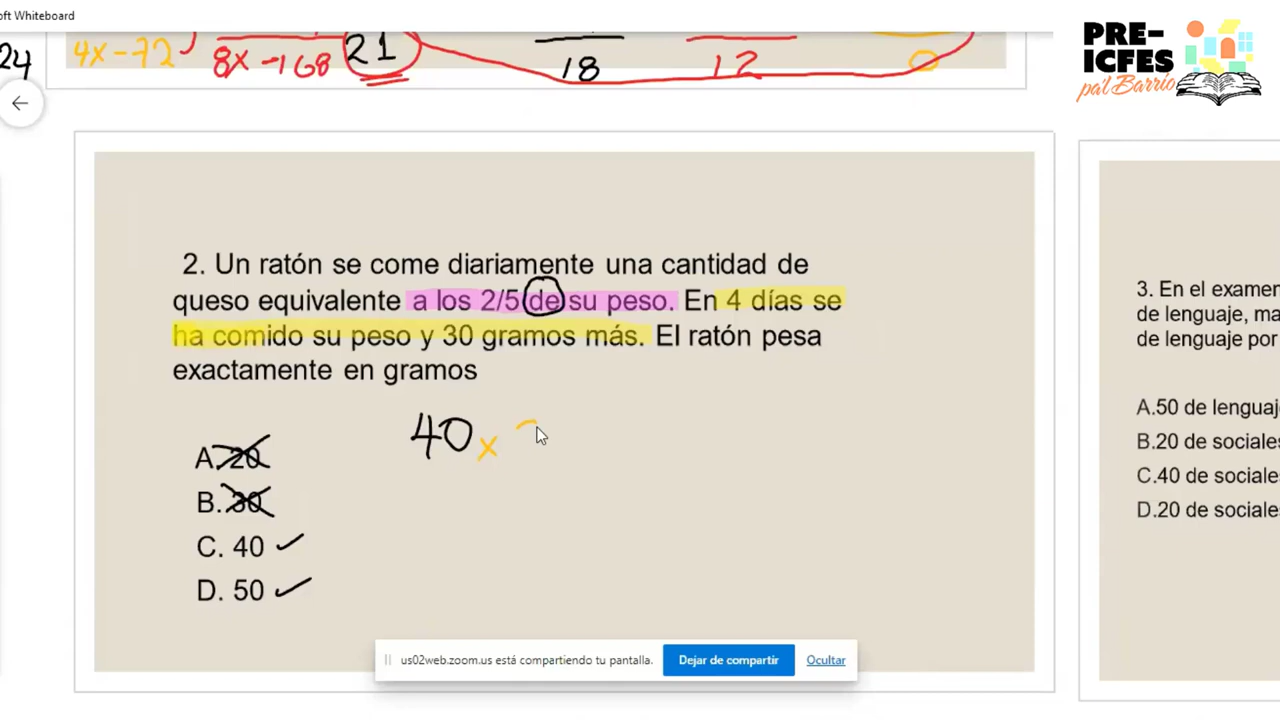 oft Whiteboard
24
4x-72
8x-168
21
18
12
0
PRE-
ICFES
pa'l Barrio
2. Un ratón se come diariamente una cantidad de
queso equivalente a los 2/5 de su peso. En 4 días se
ha comido su peso y 30 gramos más. El ratón pesa
exactamente en gramos
40 x
A. 20
B. 30
C. 40
D. 50
3. En el examen
de lenguaje, ma
de lenguaje por
A.50 de lenguaj
B.20 de sociale
C.40 de sociale
D.20 de sociale
us02web.zoom.us está compartiendo tu pantalla.
Dejar de compartir
Ocultar